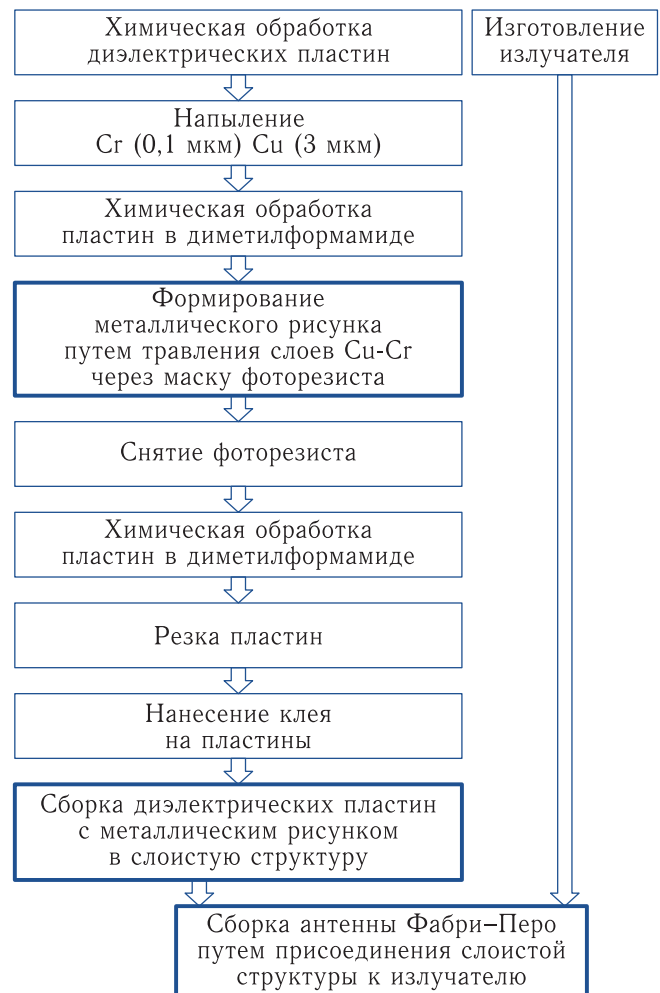 Химическая обработка
диэлектрических пластин
Изготовление
излучателя
Напыление
Cr (0,1 мкм) Cu (3 мкм)
Химическая обработка
пластин в диметилформамиде
Формирование
металлического рисунка
путем травления слоев Cu-Cr
через маску фоторезиста
Снятие фоторезиста
Химическая обработка
пластин в диметилформамиде
Резка пластин
Нанесение клея
на пластины
Сборка диэлектрических пластин
с металлическим рисунком
в слоистую структуру
Сборка антенны Фабри–Перо
путем присоединения слоистой
структуры к излучателю